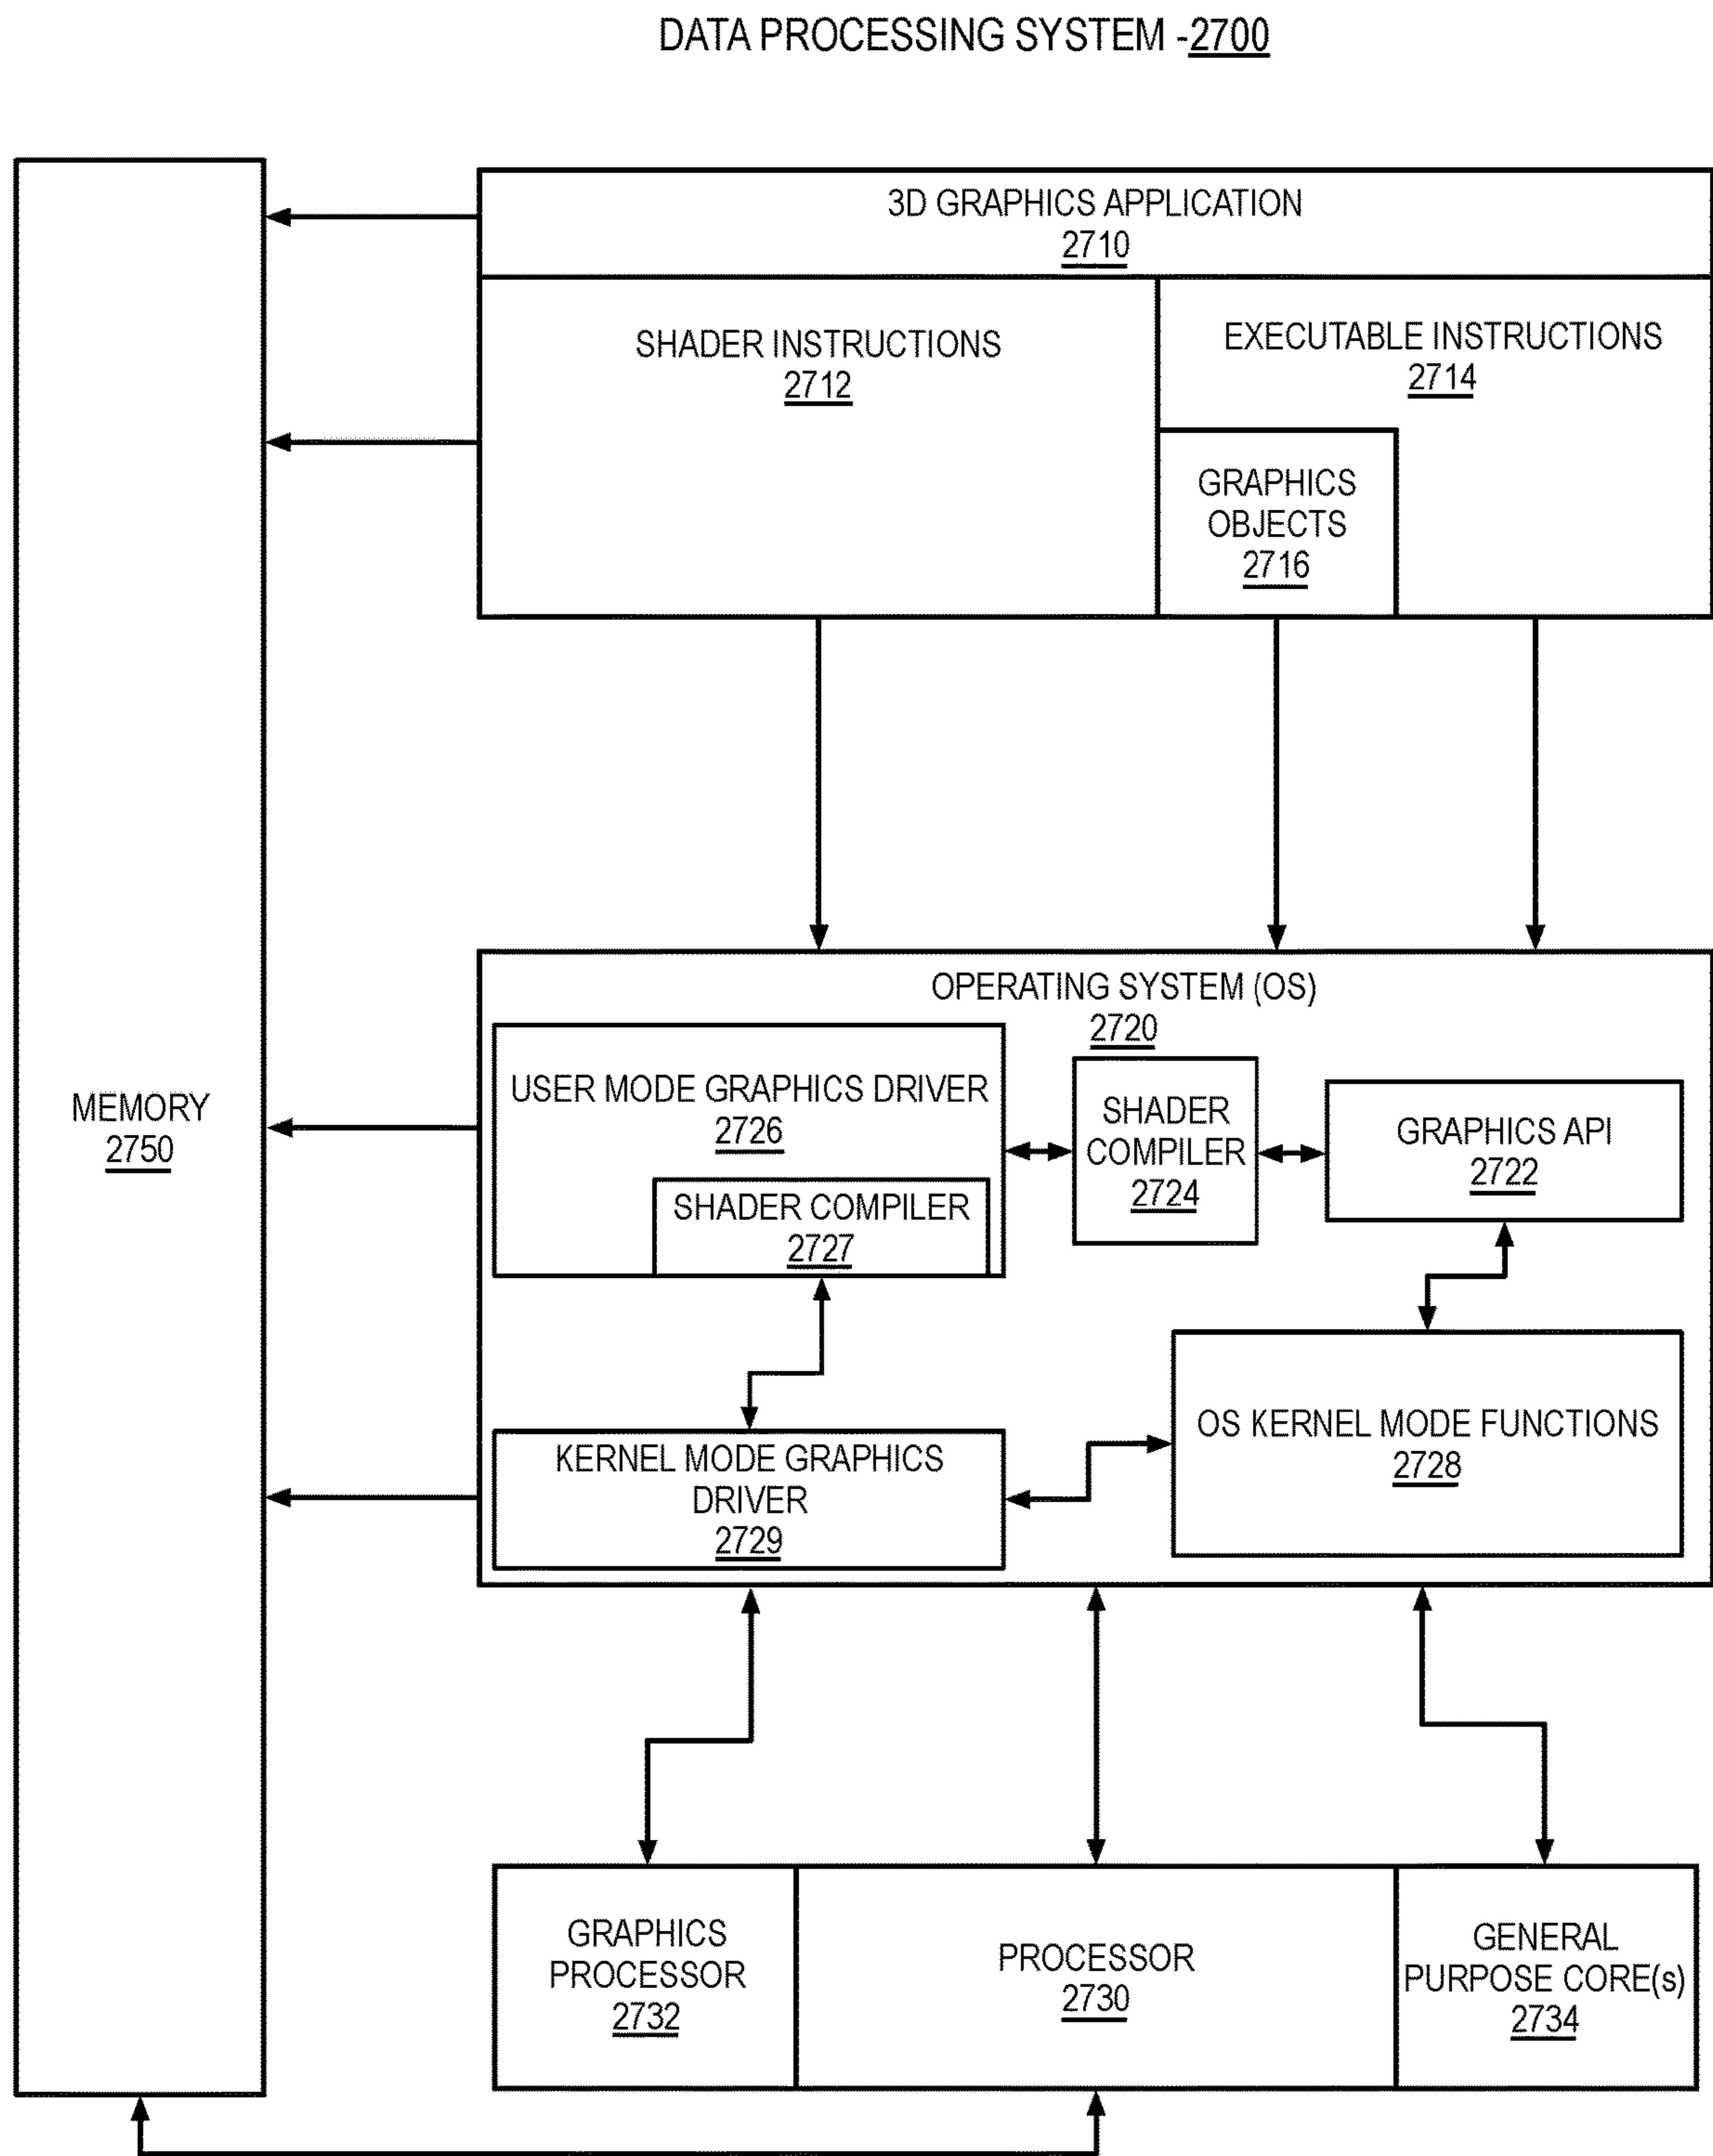 DATA PROCESSING SYSTEM -2700
3D GRAPHICS APPLICATION
2710
SHADER INSTRUCTIONS
2712
EXECUTABLE INSTRUCTIONS
2714
GRAPHICS
OBJECTS
2716
MEMORY
2750
OPERATING SYSTEM (OS)
2720
USER MODE GRAPHICS DRIVER
2726
SHADER COMPILER
2727
SHADER
COMPILER
2724
GRAPHICS API
2722
KERNEL MODE GRAPHICS
DRIVER
2729
OS KERNEL MODE FUNCTIONS
2728
GRAPHICS
PROCESSOR
2732
PROCESSOR
2730
GENERAL
PURPOSE CORE(s)
2734